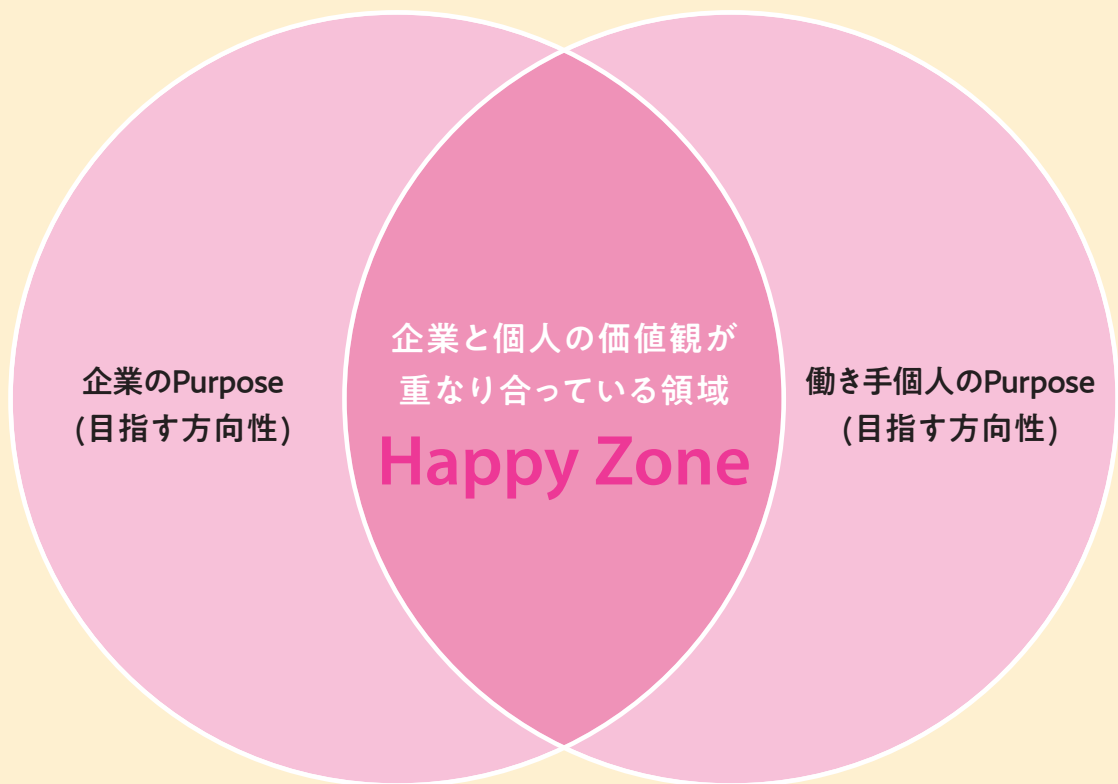 企業のPurpose
(目指す方向性)
企業と個人の価値観が
重なり合っている領域
Happy Zone
働き手個人のPurpose
(目指す方向性)